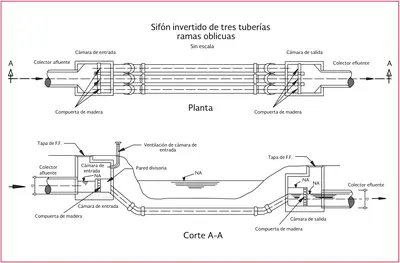 Sifón invertido de tres tuberías
ramas oblicuas
Sin escala
Cámara de entrada
Cámara de salida
Colector afluente
Colector efluente
A
A
Compuerta de madera
Compuerta de madera
Planta
Ventilación de cámara de
entrada
Tapa de F.F.
Tapa de F.F.
Cámara de
entrada
Pared divisoria
Colector
afluente
NA
NA
NA
NA
Colector efluente
Cámara de entrada
Compuerta de madera
Cámara de salida
Compuerta de madera
Corte A-A